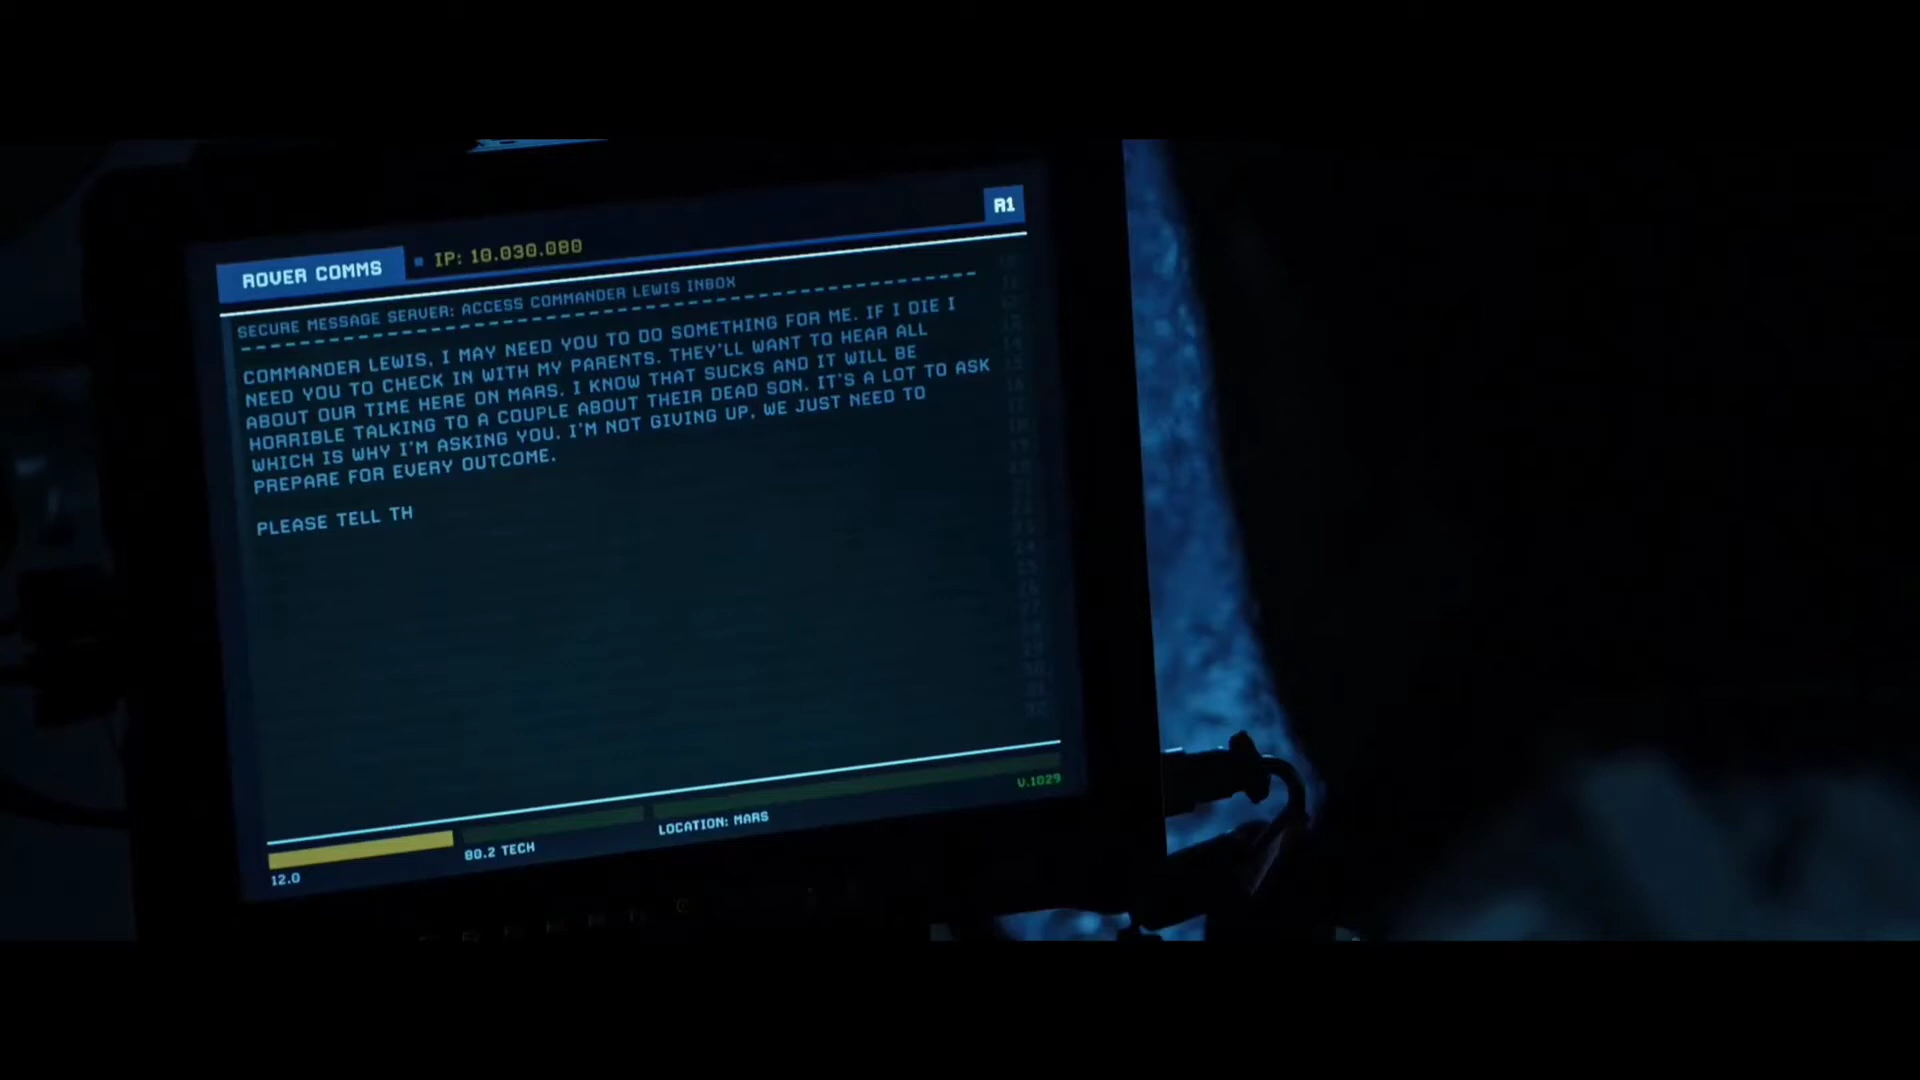 R1
ROVER COMMS
IP: 10.030.080
SECURE MESSAGE SERVER: ACCESS COMMANDER LEWIS INBOX
COMMANDER LEWIS, I MAY NEED YOU TO DO SOMETHING FOR ME. IF I DIE I
NEED YOU TO CHECK IN WITH MY PARENTS. THEY'LL WANT TO HEAR ALL
ABOUT OUR TIME HERE ON MARS. I KNOW THAT SUCKS AND IT WILL BE
HORRIBLE TALKING TO A COUPLE ABOUT THEIR DEAD SON. IT'S A LOT TO ASK
WHICH IS WHY I'M ASKING YOU. I'M NOT GIVING UP. WE JUST NEED TO
PREPARE FOR EVERY OUTCOME.
PLEASE TELL TH
V.1029
LOCATION: MARS
80.2 TECH
12.0